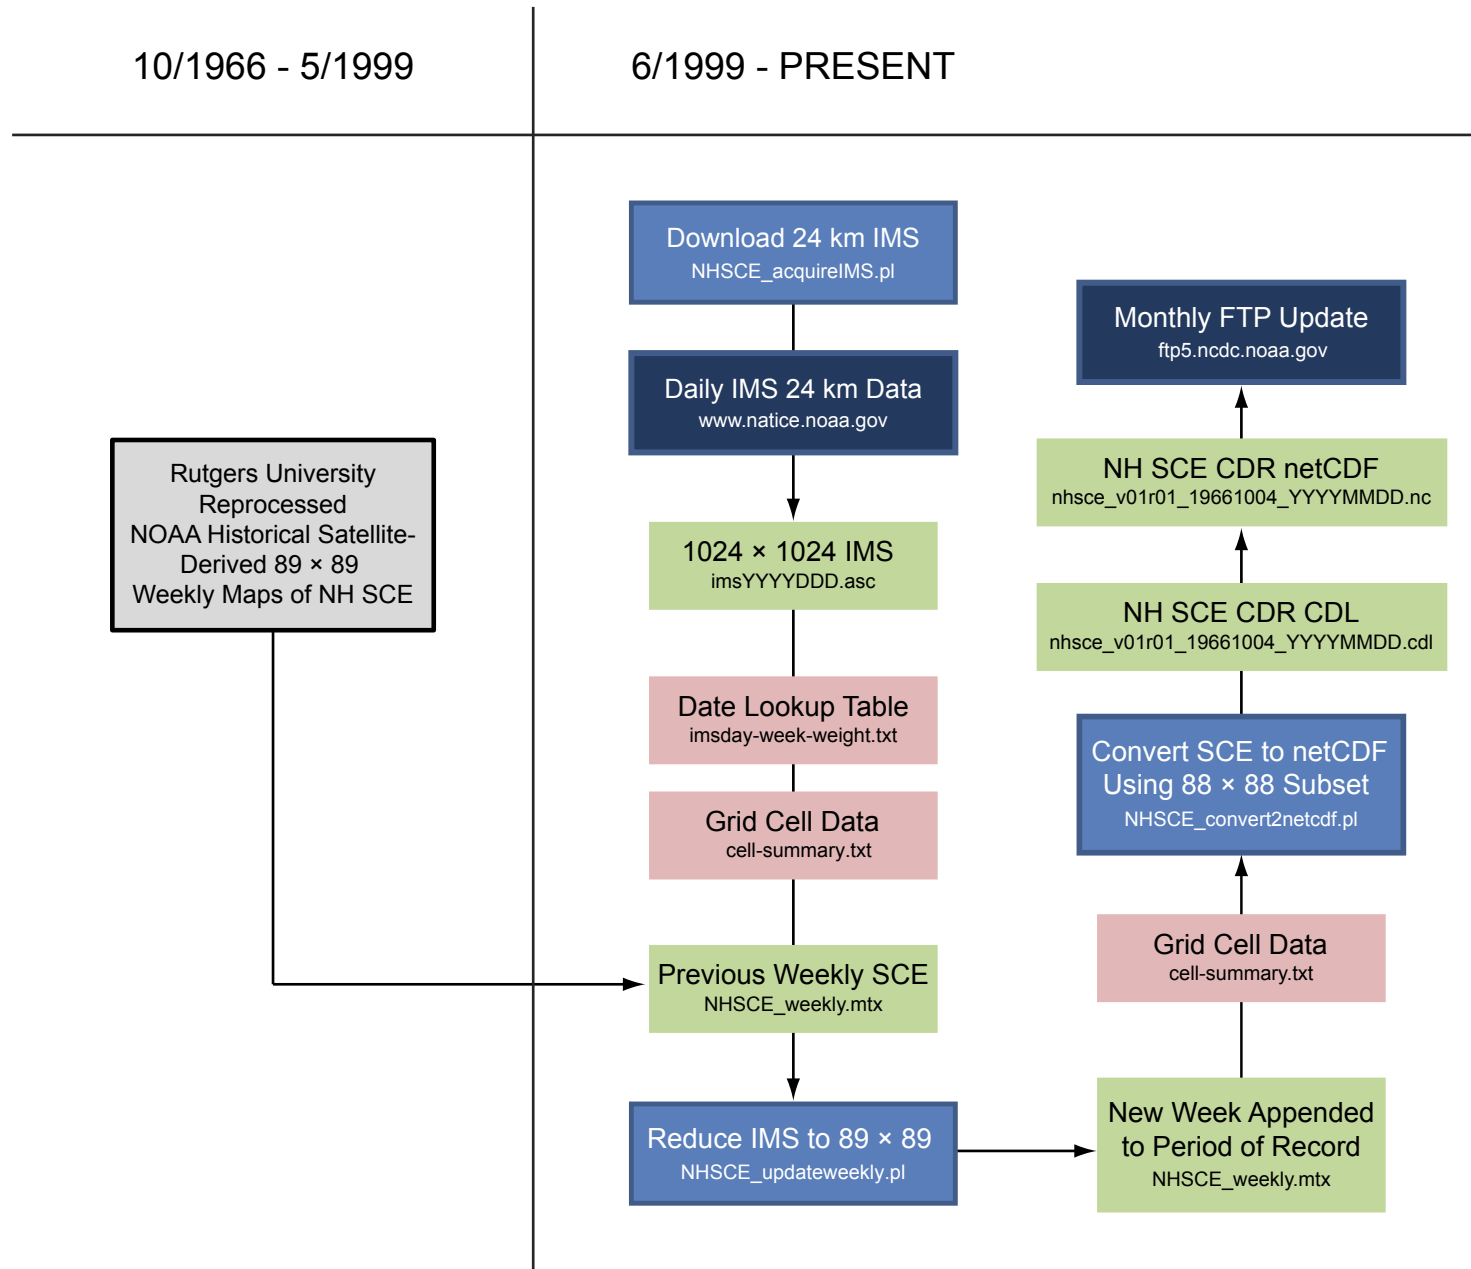 10/1966 - 5/1999
6/1999 - PRESENT
Rutgers University
Reprocessed
NOAA Historical Satellite-
Derived 89 × 89
Weekly Maps of NH SCE
Download 24 km IMS
NHSCE_acquireIMS.pl
Daily IMS 24 km Data
www.natice.noaa.gov
1024 × 1024 IMS
imsYYYYDDD.asc
Date Lookup Table
imsday-week-weight.txt
Grid Cell Data
cell-summary.txt
Previous Weekly SCE
NHSCE_weekly.mtx
Reduce IMS to 89 × 89
NHSCE_updateweekly.pl
Monthly FTP Update
ftp5.ncdc.noaa.gov
NH SCE CDR netCDF
nhsce_v01r01_19661004_YYYYMMDD.nc
NH SCE CDR CDL
nhsce_v01r01_19661004_YYYYMMDD.cdl
Convert SCE to netCDF
Using 88 × 88 Subset
NHSCE_convert2netcdf.pl
Grid Cell Data
cell-summary.txt
New Week Appended
to Period of Record
NHSCE_weekly.mtx